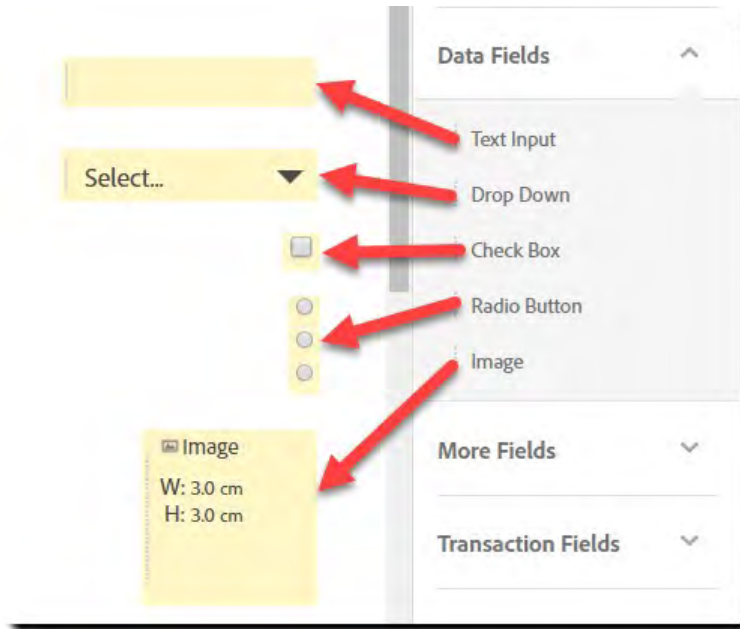 Data Fields
Text Input
Select...
Drop Down
Check Box
Radio Button
Image
Image
W: 3.0 cm
H: 3.0 cm
More Fields
Transaction Fields